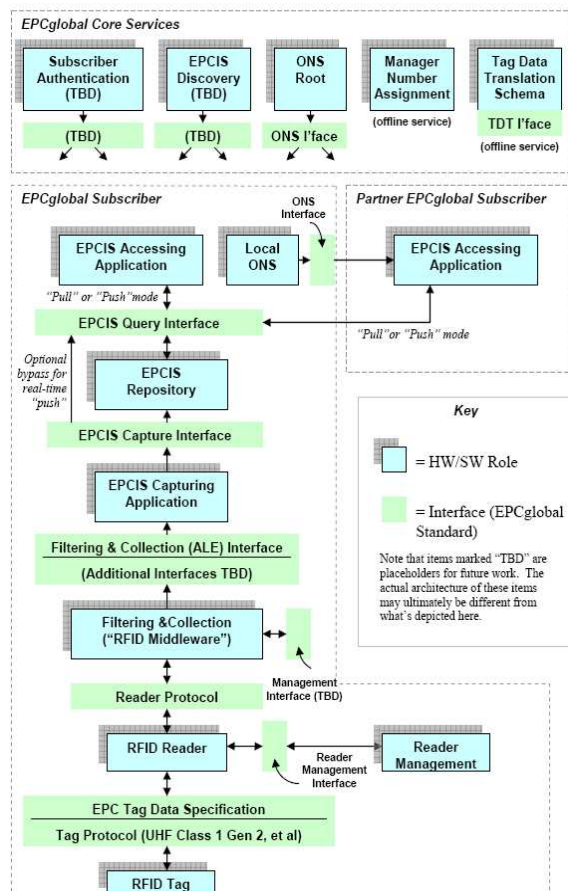 EPCglobal Core Services
Subscriber
Authentication
(TBD)
EPCIS
Discovery
(TBD)
ONS
Root
Manager
Number
Assignment
Tag Data
Translation
Schema
(TBD)
(TBD)
ONS I'face
(offline service)
TDT I'face
(offline service)
EPCglobal Subscriber
ONS
Interface
Partner EPCglobal Subscriber
EPCIS Accessing
Application
Local
ONS
EPCIS Accessing
Application
"Pull" or "Push" mode
EPCIS Query Interface
"Pull" or "Push" mode
Optional
bypass for
real-time
"push"
EPCIS
Repository
EPCIS Capture Interface
EPCIS Capturing
Application
Filtering & Collection (ALE) Interface
(Additional Interfaces TBD)
Filtering &Collection
("RFID Middleware")
Management
Interface (TBD)
Reader Protocol
RFID Reader
Reader
Management
Interface
Reader
Management
EPC Tag Data Specification
Tag Protocol (UHF Class 1 Gen 2, et al)
RFID Tag
Key
= HW/SW Role
= Interface (EPCglobal
Standard)
Note that items marked "TBD" are
placeholders for future work. The
actual architecture of these items
may ultimately be different from
what's depicted here.